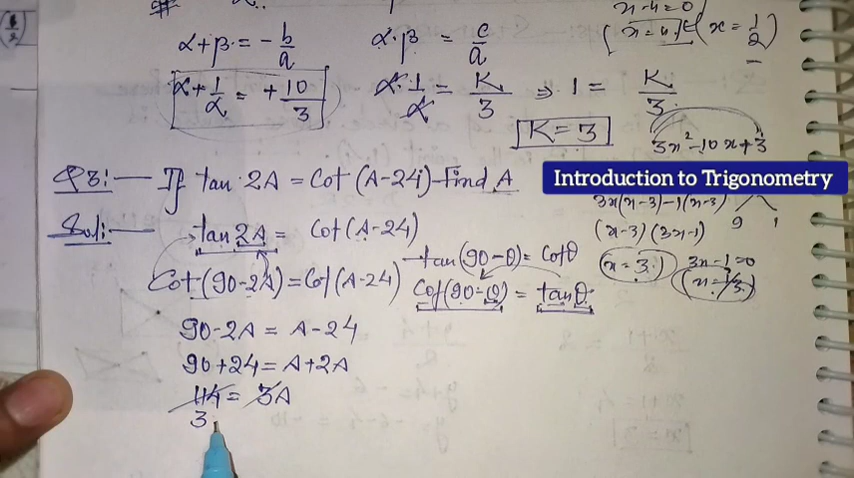 x-4=0
α+β = -b/a
α·β = c/a
(x=4, (x=1/2)
α+1/α = +10/3
α·1/α = K/3 ⇒ 1 = K/3
K=3
3x²-10x+3
Q3:— If tan 2A = Cot (A-24) find A
Introduction to Trigonometry
3x(x-3)-1(x-3)
9 1
Sol:— tan 2A = Cot (A-24)
(x-3) (3x-1)
tan(90-θ) = Cotθ
(x=3) 3x-1=0
Cot (90-2A) = Cot (A-24)
Cot(90-θ) = tanθ
(x=1/3)
90-2A = A-24
90+24 = A+2A
114 = 3A
3